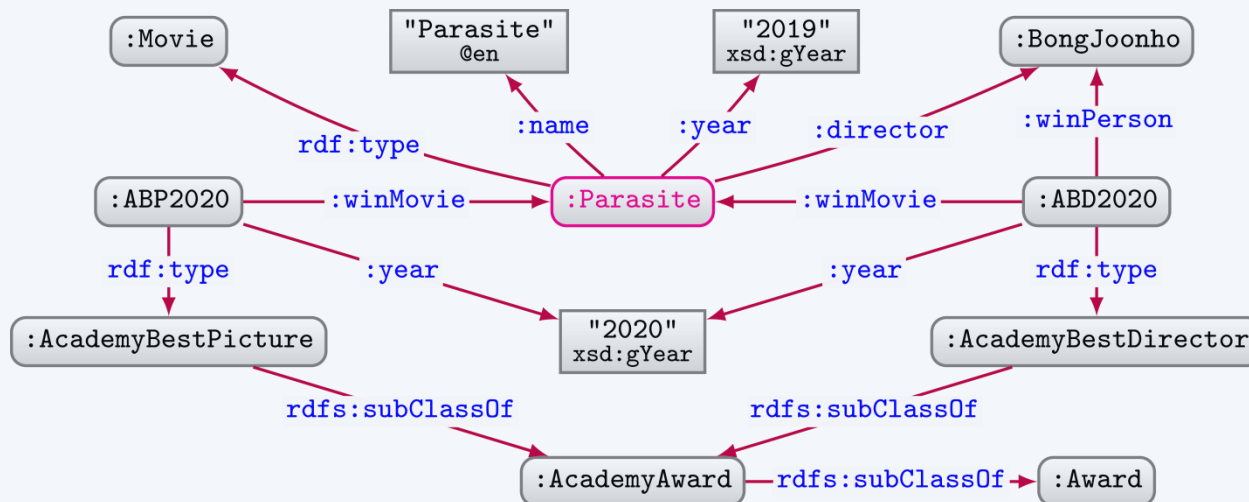 :Movie
"Parasite"
@en
"2019"
xsd:gYear
:BongJoonho
rdf:type
:name
:year
:director
:winPerson
:ABP2020
:winMovie
:Parasite
:winMovie
:ABD2020
rdf:type
:year
:year
rdf:type
:AcademyBestPicture
"2020"
xsd:gYear
:AcademyBestDirector
rdfs:subClassOf
rdfs:subClassOf
:AcademyAward
rdfs:subClassOf
:Award